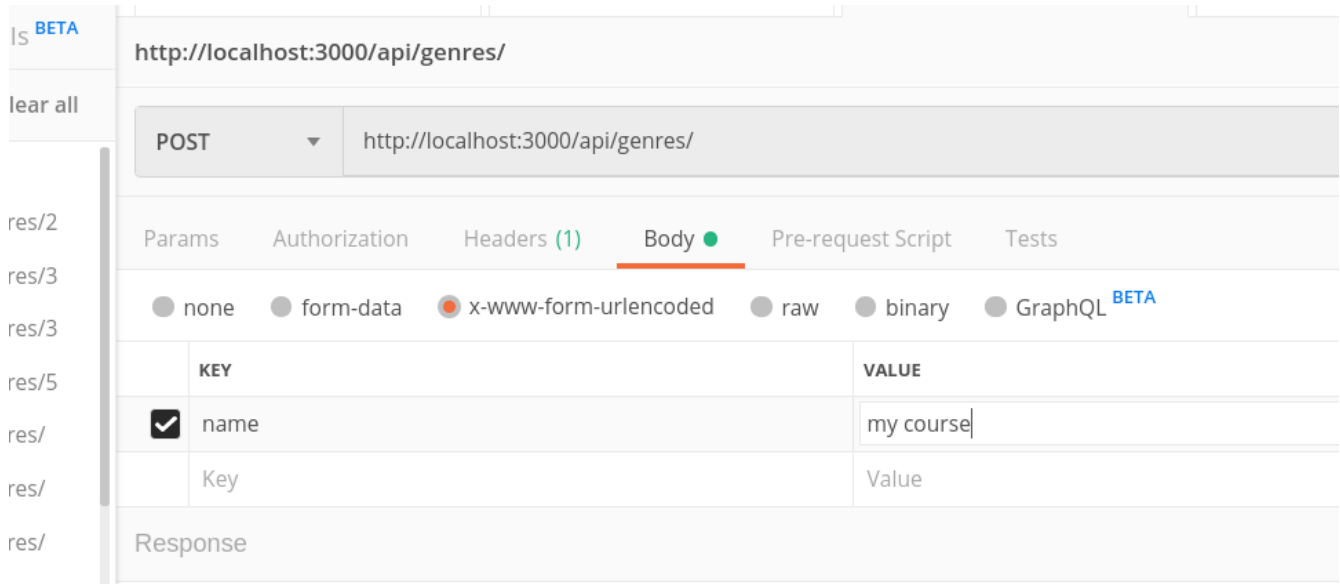 ls BETA
http://localhost:3000/api/genres/
lear all
POST http://localhost:3000/api/genres/
res/2
Params Authorization Headers (1) Body Pre-request Script Tests
res/3
none form-data x-www-form-urlencoded raw binary GraphQL BETA
res/3
KEY VALUE
res/5
name my course
res/
Key Value
res/
Response
res/